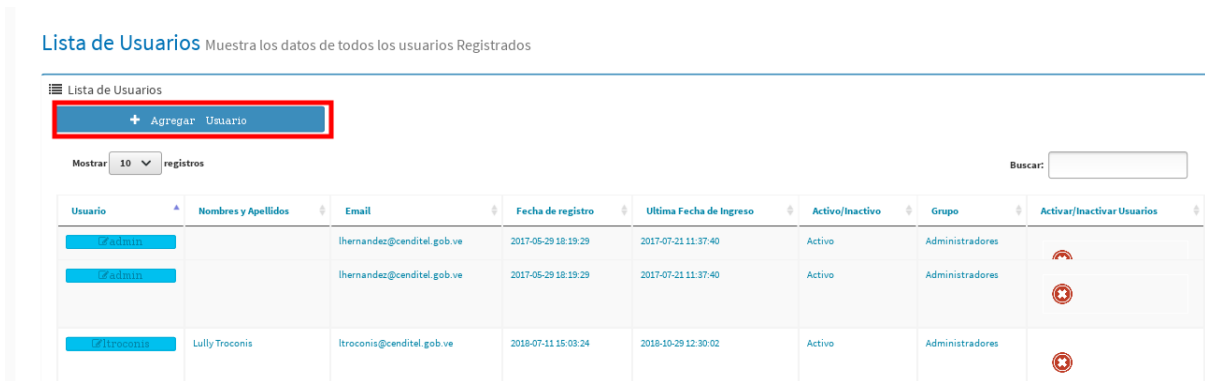 Lista de Usuarios Muestra los datos de todos los usuarios Registrados
Lista de Usuarios
Agregar Usuario
Mostrar 10 registros Buscar:
Usuario Nombres y Apellidos Email Fecha de registro Ultima Fecha de Ingreso Activo/Inactivo Grupo Activar/Inactivar Usuarios
admin lhernandez@cenditel.gob.ve 2017-05-29 18:19:29 2017-07-21 11:37:40 Activo Administradores
admin lhernandez@cenditel.gob.ve 2017-05-29 18:19:29 2017-07-21 11:37:40 Activo Administradores
ltroconis Lully Troconis ltroconis@cenditel.gob.ve 2018-07-11 15:03:24 2018-10-29 12:30:02 Activo Administradores